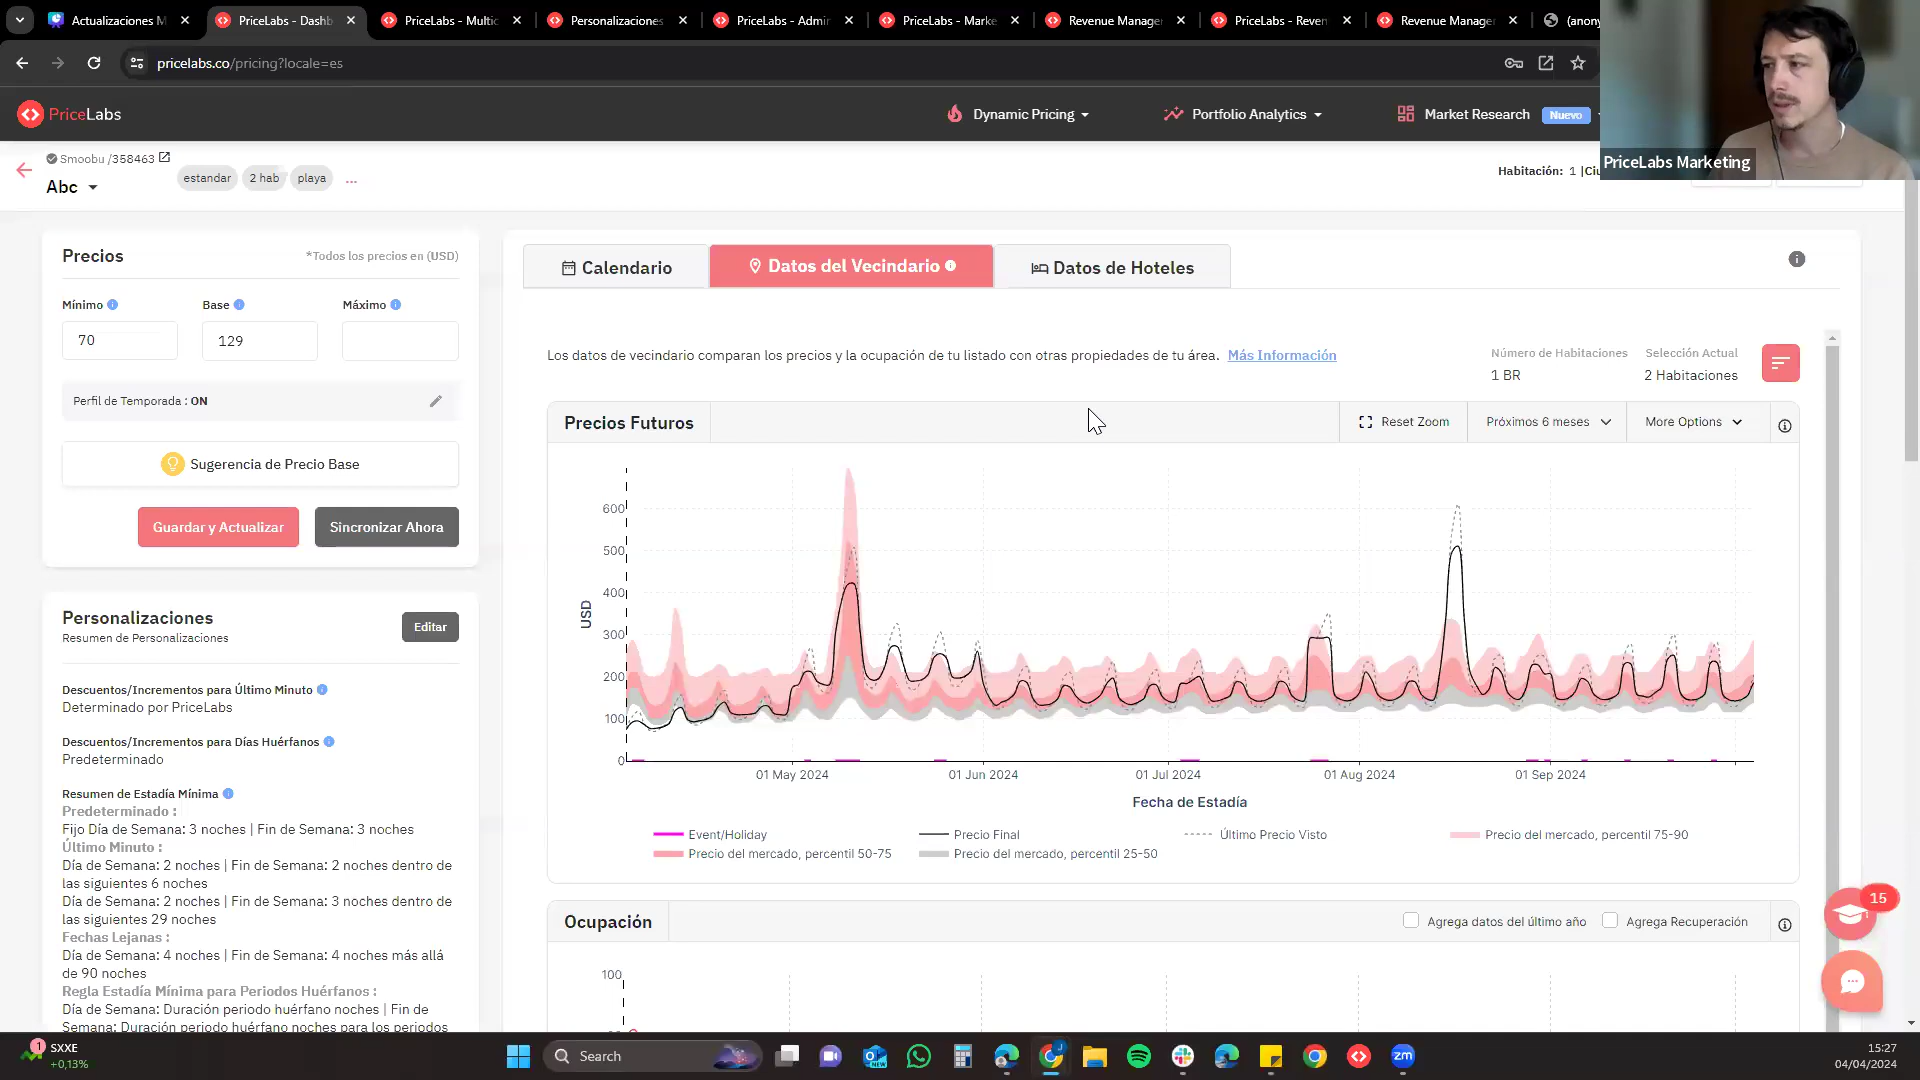 Actualizaciones M
PriceLabs - Dashb
PriceLabs - Multic
Personalizaciones
PriceLabs - Admin
PriceLabs - Marke
Revenue Manager
PriceLabs - Reven
Revenue Manager
(anony
pricelabs.co/pricing?locale=es
PriceLabs
Dynamic Pricing
Portfolio Analytics
Market Research
Nuevo
PriceLabs Marketing
Smoobu /358463
Abc
estandar
2 hab
playa
...
Habitación: 1 |Ciu
Precios
*Todos los precios en (USD)
Mínimo
Base
Máximo
70
129
Perfil de Temporada : ON
Sugerencia de Precio Base
Guardar y Actualizar
Sincronizar Ahora
Personalizaciones
Resumen de Personalizaciones
Editar
Descuentos/Incrementos para Último Minuto
Determinado por PriceLabs
Descuentos/Incrementos para Días Huérfanos
Predeterminado
Resumen de Estadía Mínima
Predeterminado :
Fijo Día de Semana: 3 noches | Fin de Semana: 3 noches
Último Minuto :
Día de Semana: 2 noches | Fin de Semana: 2 noches dentro de
las siguientes 6 noches
Día de Semana: 2 noches | Fin de Semana: 3 noches dentro de
las siguientes 29 noches
Fechas Lejanas :
Día de Semana: 4 noches | Fin de Semana: 4 noches más allá
de 90 noches
Regla Estadía Mínima para Periodos Huérfanos :
Día de Semana: Duración periodo huérfano noches | Fin de
Semana: Duración periodo huérfano noches para los periodos
Calendario
Datos del Vecindario
Datos de Hoteles
Los datos de vecindario comparan los precios y la ocupación de tu listado con otras propiedades de tu área. Más Información
Número de Habitaciones
1 BR
Selección Actual
2 Habitaciones
Precios Futuros
Reset Zoom
Próximos 6 meses
More Options
600
500
400
300
200
100
0
USD
01 May 2024
01 Jun 2024
01 Jul 2024
01 Aug 2024
01 Sep 2024
Fecha de Estadía
Event/Holiday
Precio Final
Último Precio Visto
Precio del mercado, percentil 75-90
Precio del mercado, percentil 50-75
Precio del mercado, percentil 25-50
Ocupación
Agrega datos del último año
Agrega Recuperación
100
15
1
SXXE
+0,13%
Search
NEW
zm
15:27
04/04/2024